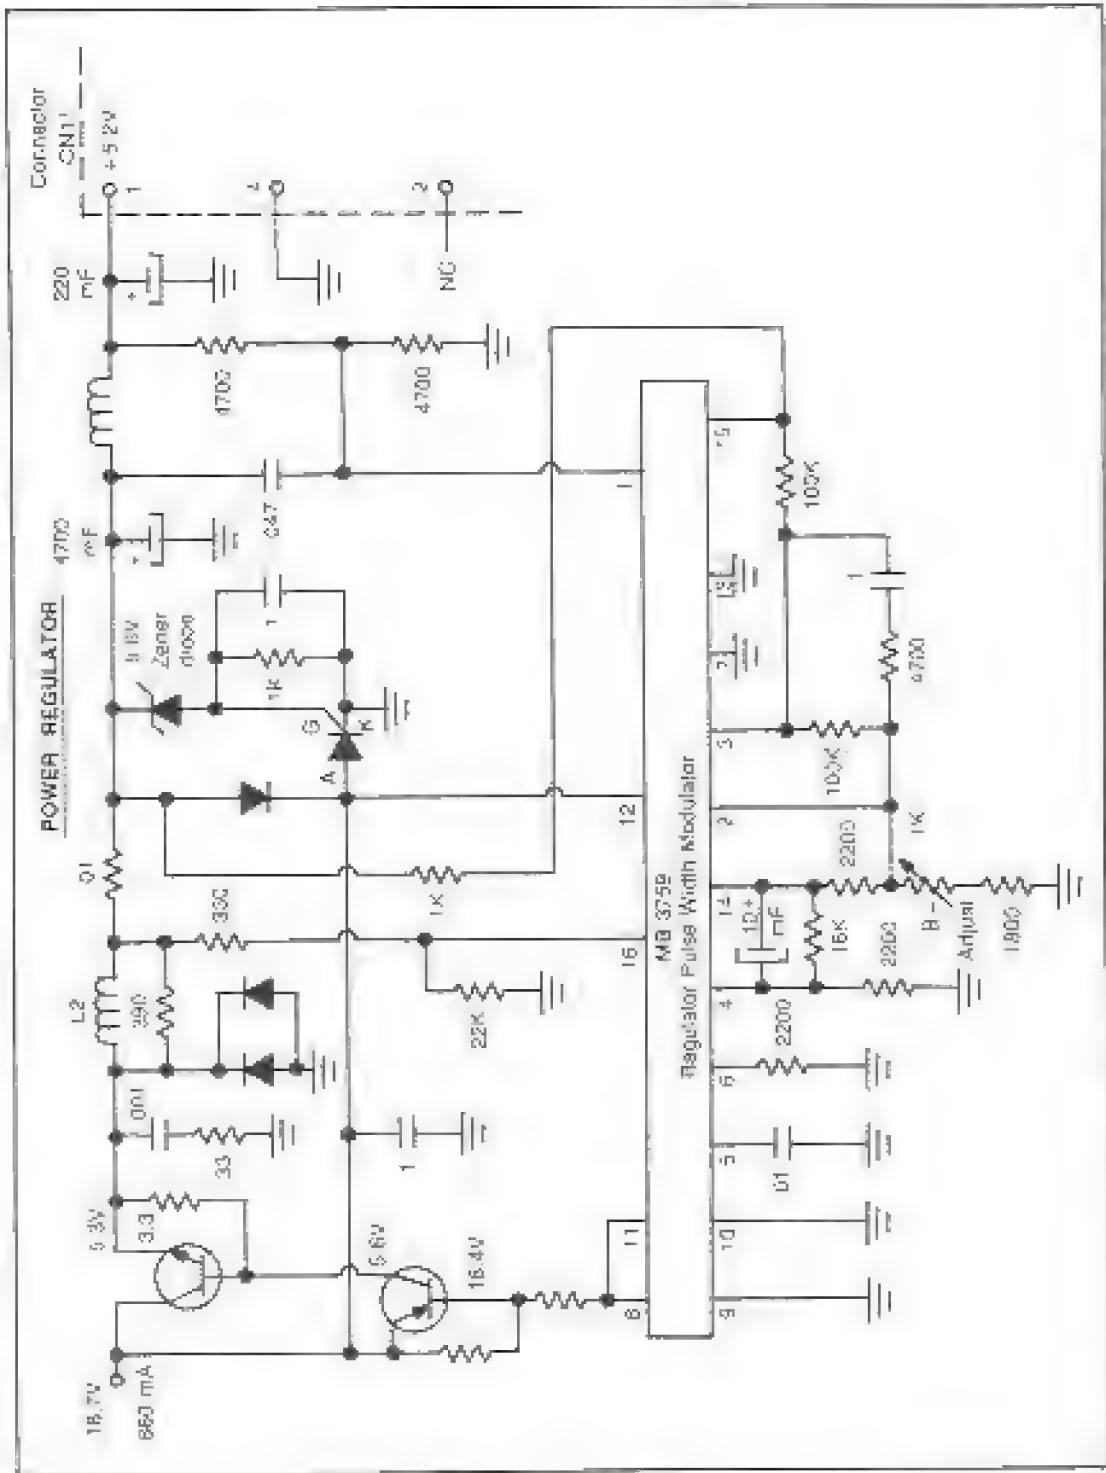 POWER REGULATOR
Connector
CN1
+5.2V
1
4
2
NC
16.7V
660 mA
5.3V
3.3
.001
33
L2
390
330
.01
5.6V
Zener
diode
4700
mF
220
mF
4700
4700
.047
G
K
A
1K
.1
1K
22K
.1
5.6V
16.4V
8
11
16
12
1
MB 3759
Regulator Pulse Width Modulator
9
10
5
6
4
14
2
3
7
13
15
.01
2200
10+
mF
15K
2200
2200
1K
Adjust
1800
100K
100K
4700
.1